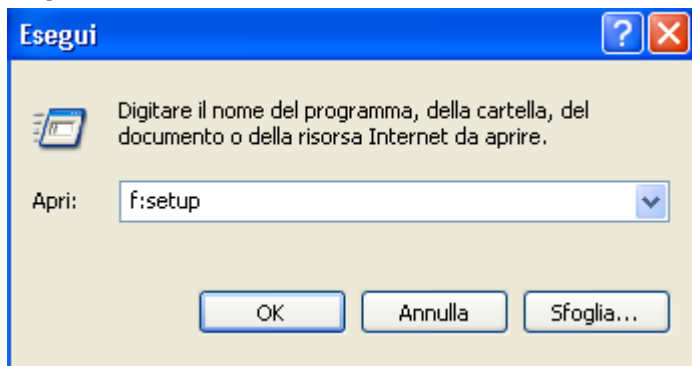 Esegui
Digitare il nome del programma, della cartella, del
documento o della risorsa Internet da aprire.
Apri: f:setup
OK Annulla Sfoglia...